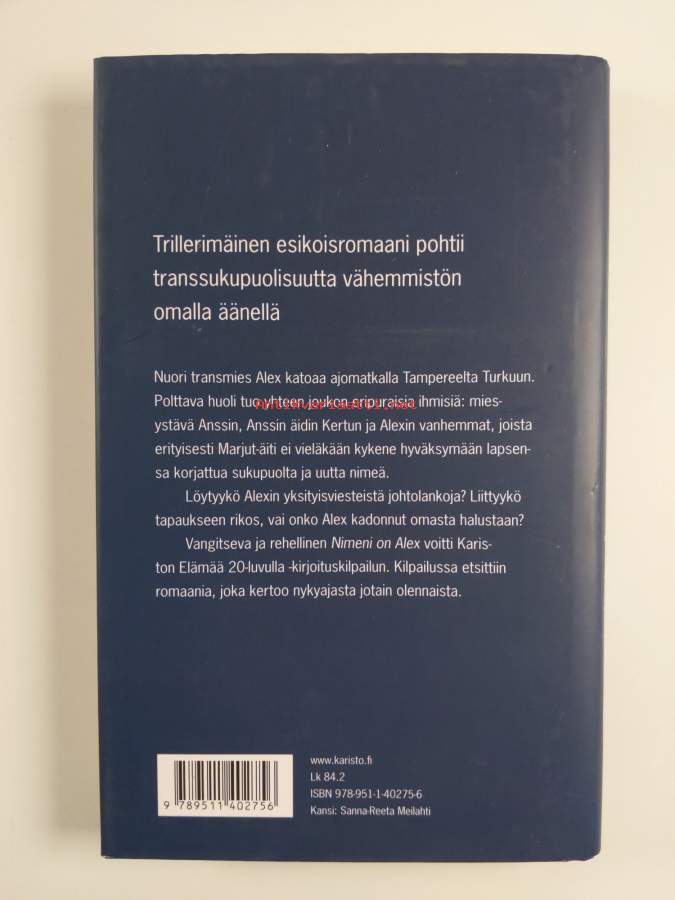 Trillerimäinen esikoisromaani pohtii
transsukupuolisuutta vähemmistön
omalla äänellä
Nuori transmies Alex katoaa ajomatkalla Tampereelta Turkuun.
Polttava huoli tuo yhteen joukon eripuraisia ihmisiä: mies-
Antikvariaatti.net
ystävä Anssin, Anssin äidin Kertun ja Alexin vanhemmat, joista
erityisesti Marjut-äiti ei vieläkään kykene hyväksymään lapsen-
sa korjattua sukupuolta ja uutta nimeä.
Löytyykö Alexin yksityisviesteistä johtolankoja? Liittyykö
tapaukseen rikos, vai onko Alex kadonnut omasta halustaan?
Vangitseva ja rehellinen Nimeni on Alex voitti Karis-
ton Elämää 20-luvulla -kirjoituskilpailun. Kilpailussa etsittiin
romaania, joka kertoo nykyajasta jotain olennaista.
www.karisto.fi
Lk 84.2
ISBN 978-951-1-40275-6
Kansi: Sanna-Reeta Meilahti
9 789511 402756